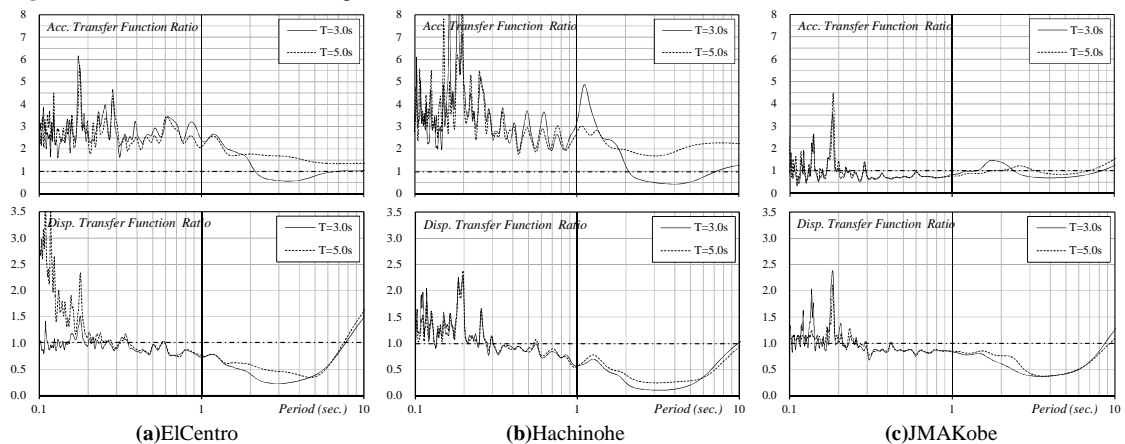 Acc. Transfer Function Ratio
T=3.0s
T=5.0s
8
7
6
5
4
3
2
1
0
Acc. Transfer Function Ratio
T=3.0s
T=5.0s
8
7
6
5
4
3
2
1
0
Acc. Transfer Function Ratio
T=3.0s
T=5.0s
8
7
6
5
4
3
2
1
0
Disp. Transfer Function Ratio
T=3.0s
T=5.0s
3.5
3.0
2.5
2.0
1.5
1.0
0.5
0.0
0.1
1
Period (sec.)
10
Disp. Transfer Function Ratio
T=3.0s
T=5.0s
3.5
3.0
2.5
2.0
1.5
1.0
0.5
0.0
0.1
1
Period (sec.)
10
Disp. Transfer Function Ratio
T=3.0s
T=5.0s
3.5
3.0
2.5
2.0
1.5
1.0
0.5
0.0
0.1
1
Period (sec.)
10
(a)ElCentro
(b)Hachinohe
(c)JMAKobe